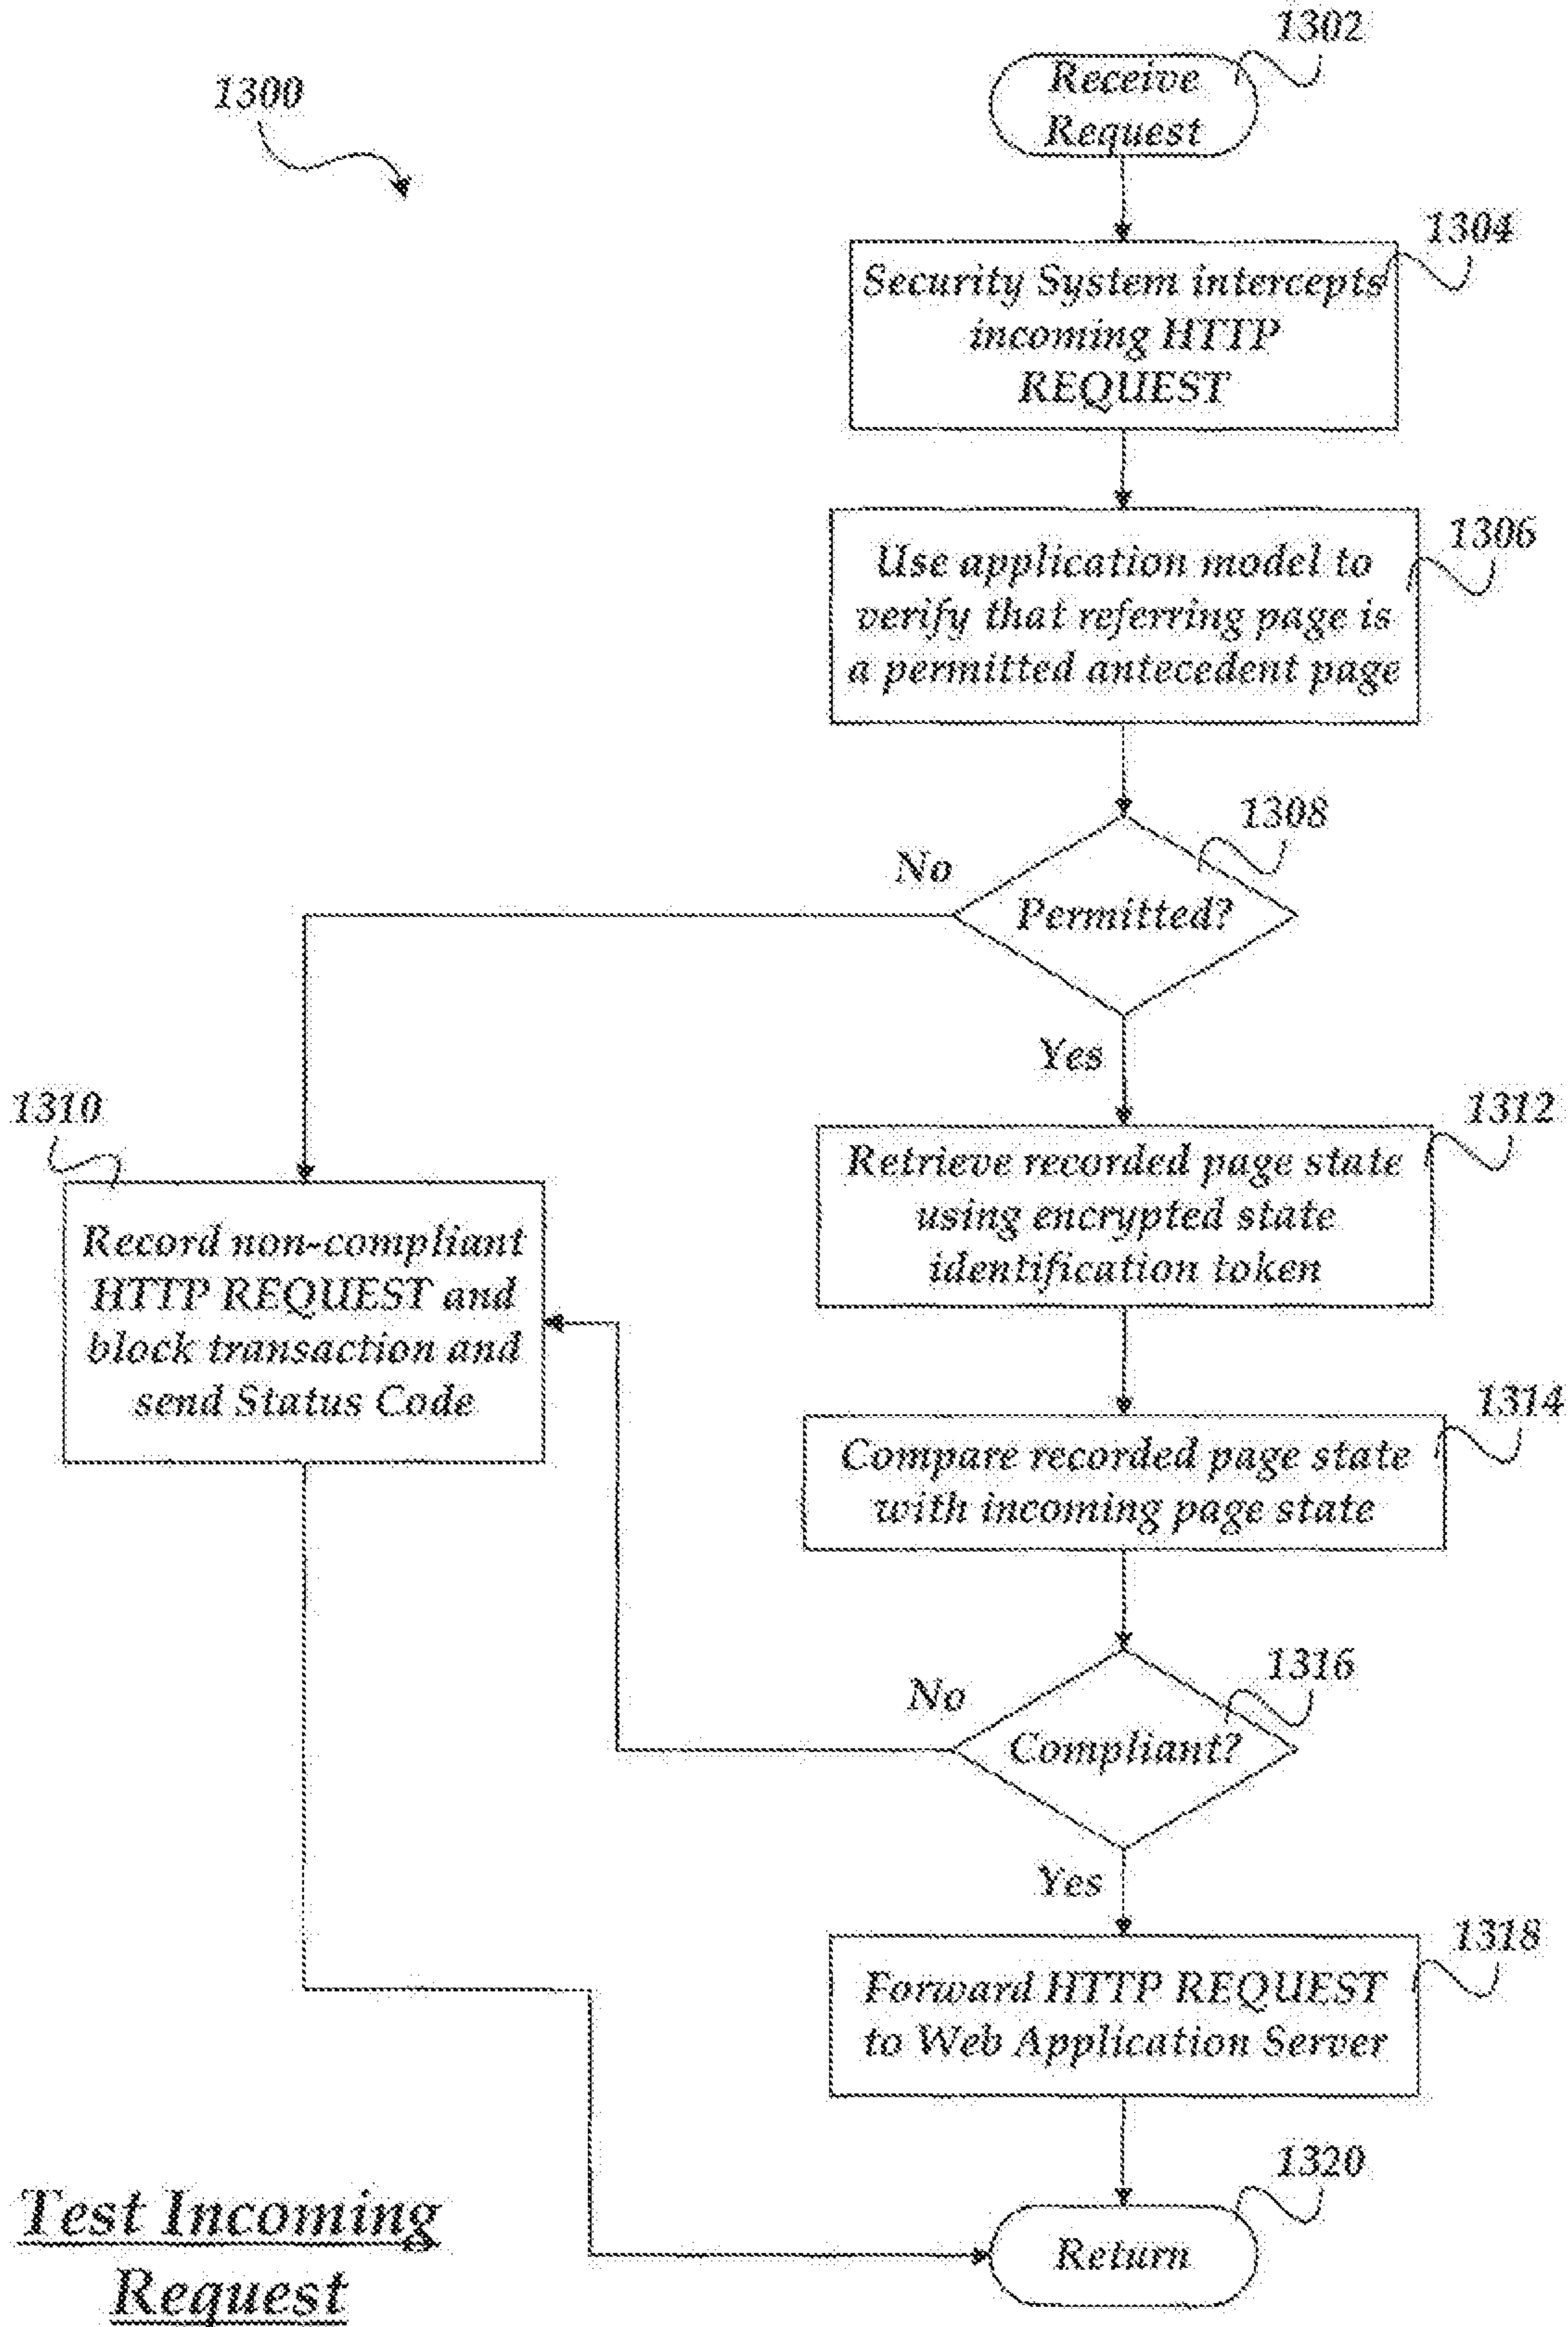 1302
1300
Receive
Request
1304
Security System intercepts
incoming HTTP
REQUEST
1306
Use application model to
verify that referring page is
a permitted antecedent page
1308
No
Permitted?
Yes
1310
1312
Retrieve recorded page state
using encrypted state
identification token
Record non-compliant
HTTP REQUEST and
block transaction and
send Status Code
1314
Compare recorded page state
with incoming page state
1316
No
Compliant?
Yes
1318
Forward HTTP REQUEST
to Web Application Server
1320
Return
Test Incoming
Request